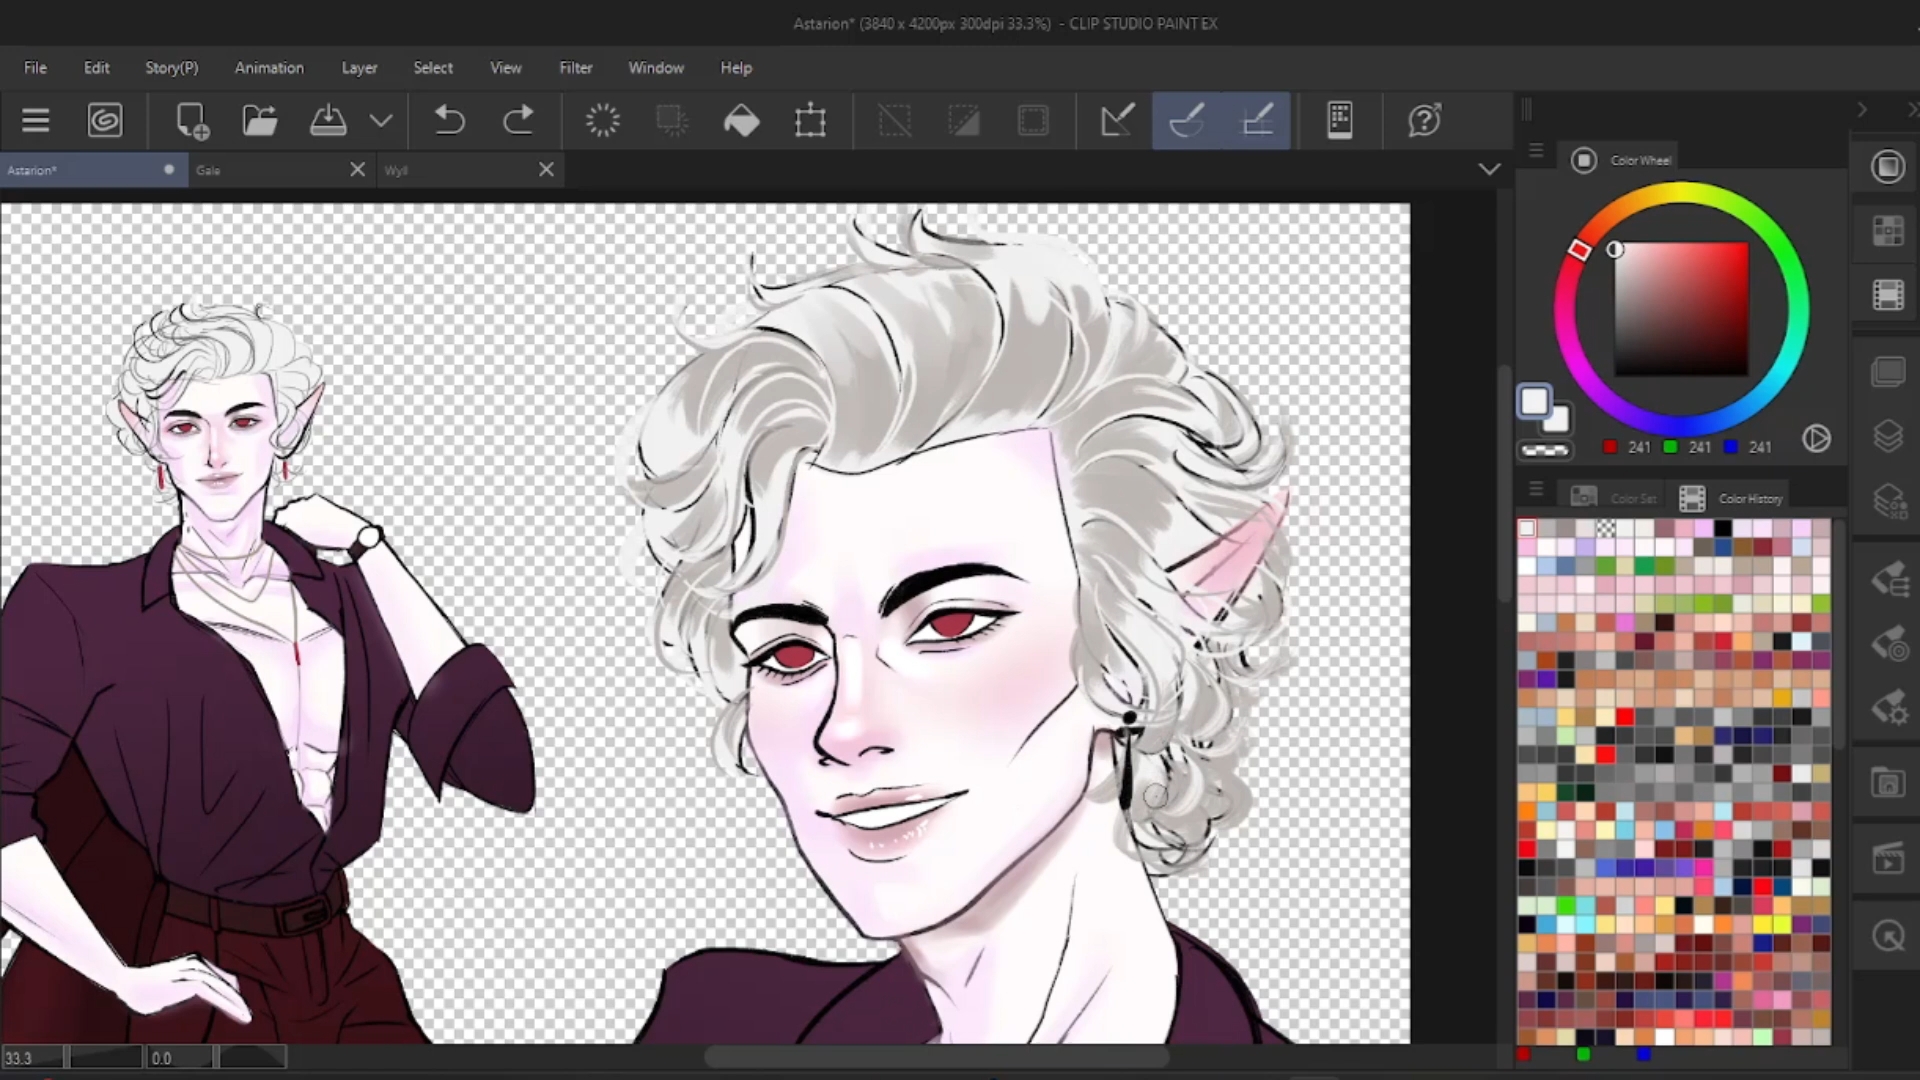 Astarion* (3840 x 4200px 300dpi 33.3%) - CLIP STUDIO PAINT EX
File Edit Story(P) Animation Layer Select View Filter Window Help
Astarion* Gale Wyll
Color Wheel
241 241 241
Color Set Color History
33.3 0.0